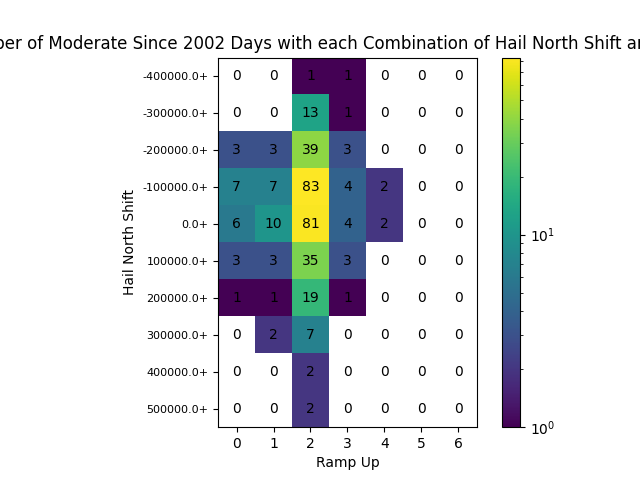 of Moderate Since 2002 Days with each Combination of Hail North Shift
-400000.0+ 0 0 1 1 0 0 0
-300000.0+ 0 0 13 1 0 0 0
-200000.0+ 3 3 39 3 0 0 0
-100000.0+ 7 7 83 4 2 0 0
0.0+ 6 10 81 4 2 0 0
100000.0+ 3 3 35 3 0 0 0
200000.0+ 1 1 19 1 0 0 0
300000.0+ 0 2 7 0 0 0 0
400000.0+ 0 0 2 0 0 0 0
500000.0+ 0 0 2 0 0 0 0
0 1 2 3 4 5 6
Ramp Up
Hail North Shift
10¹
10⁰